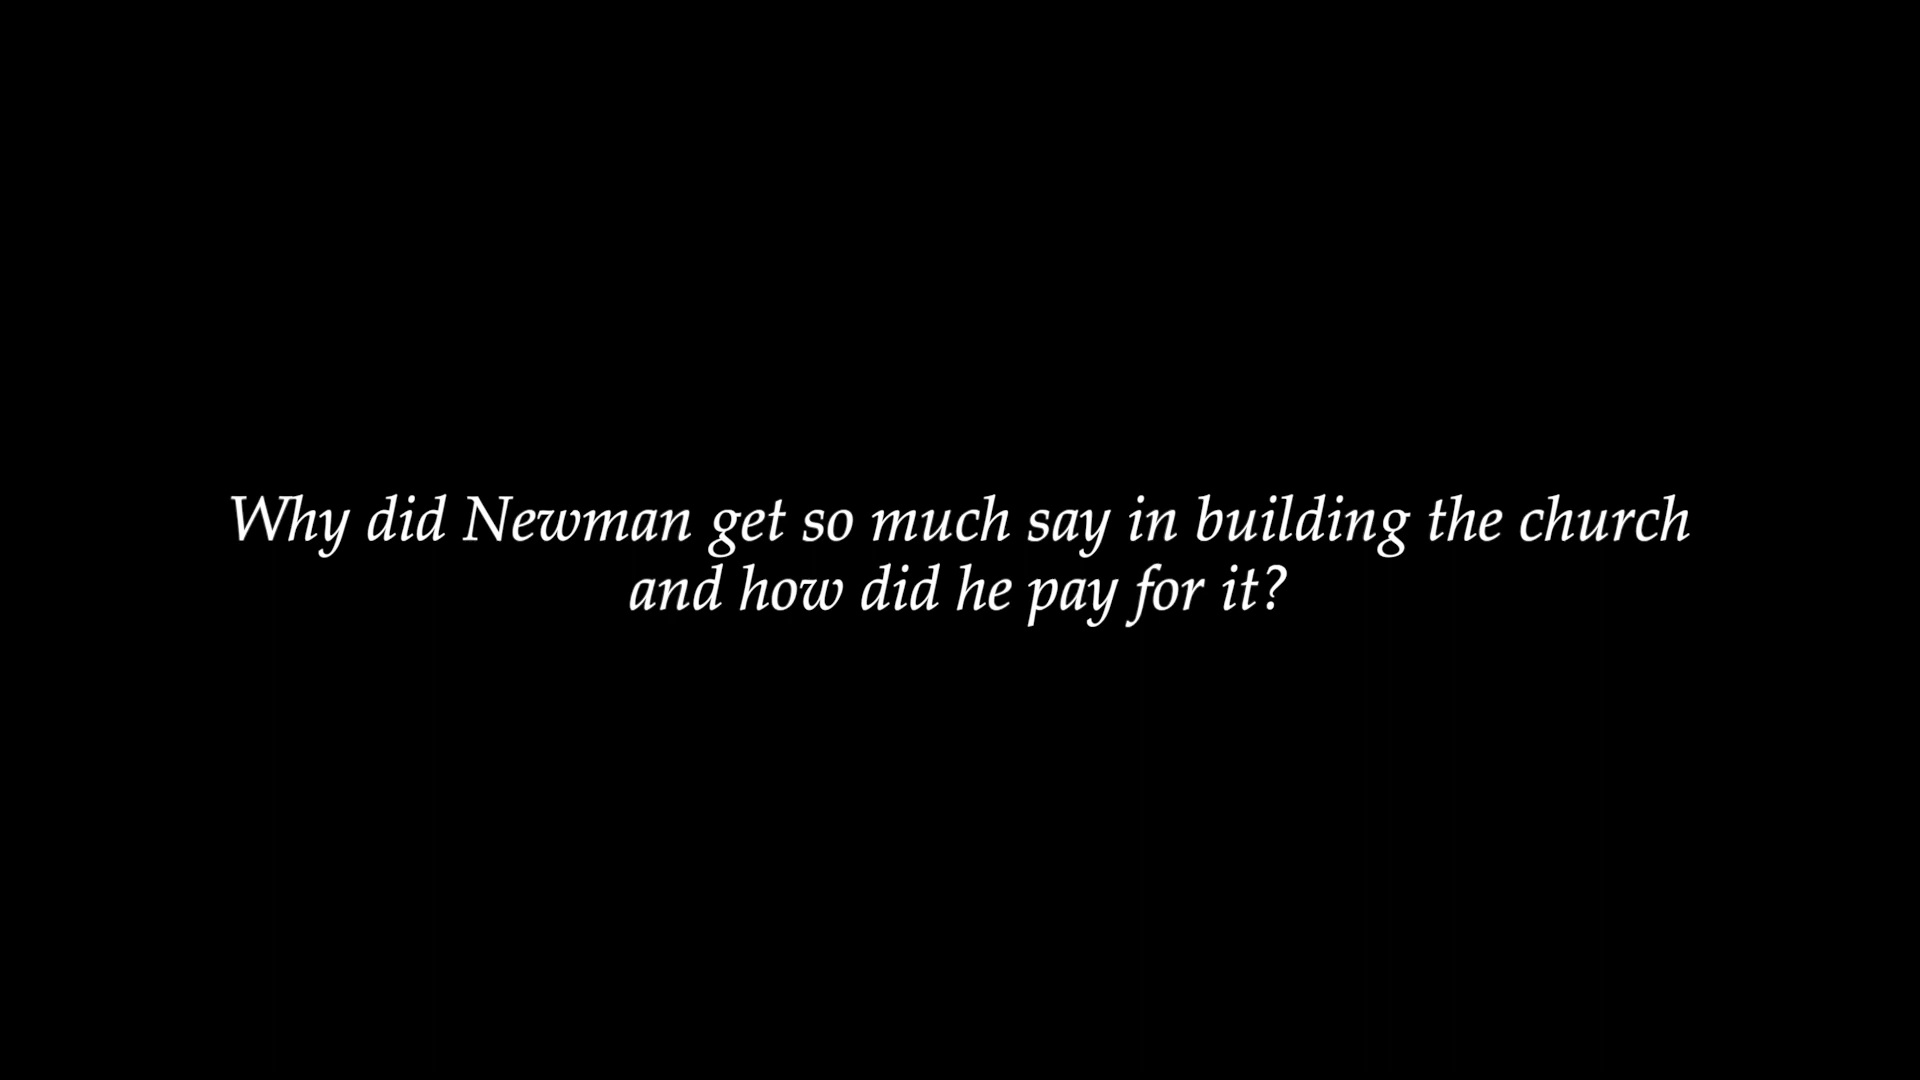 Why did Newman get so much say in building the church
and how did he pay for it?